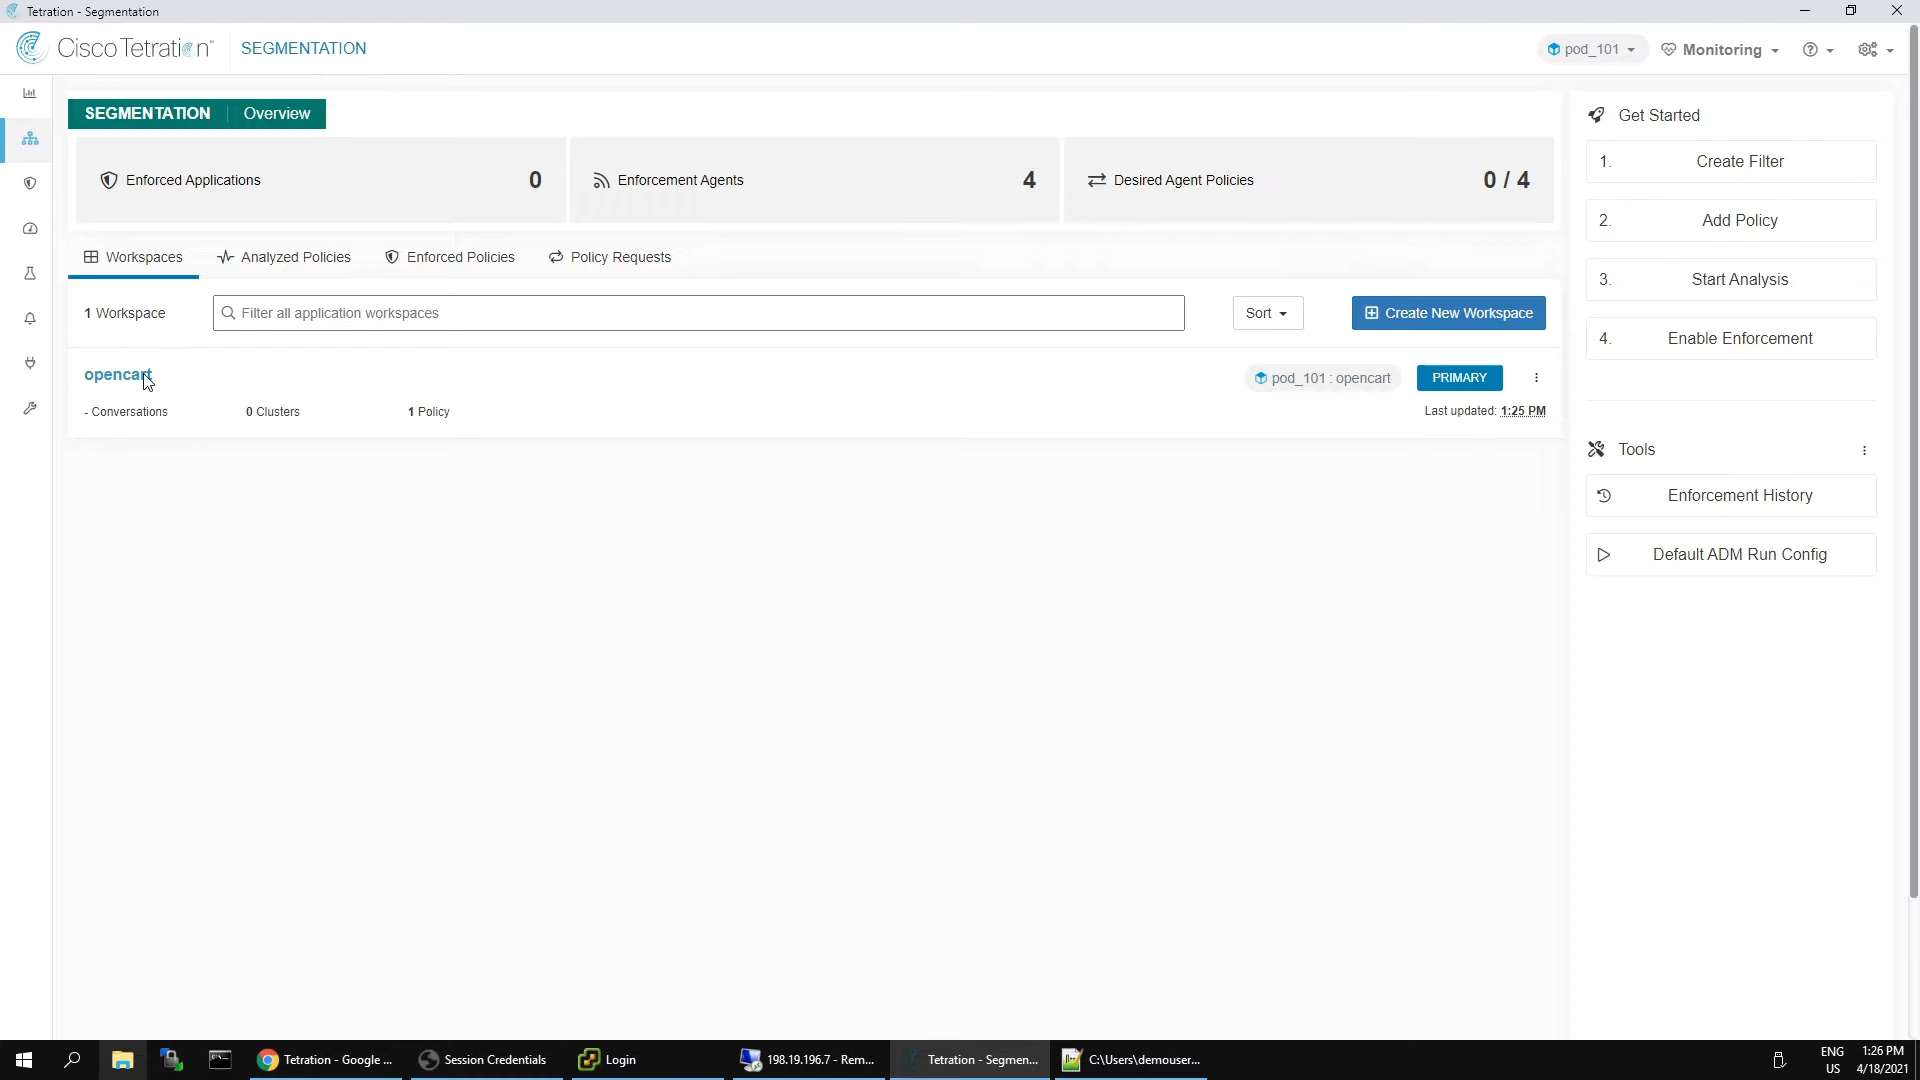 Tetration - Segmentation
Cisco Tetration™
SEGMENTATION
pod_101
Monitoring
SEGMENTATION
Overview
Enforced Applications
0
Enforcement Agents
4
Desired Agent Policies
0 / 4
Workspaces
Analyzed Policies
Enforced Policies
Policy Requests
1 Workspace
Filter all application workspaces
Sort
Create New Workspace
opencart
pod_101 : opencart
PRIMARY
- Conversations
0 Clusters
1 Policy
Last updated: 1:25 PM
Get Started
1. Create Filter
2. Add Policy
3. Start Analysis
4. Enable Enforcement
Tools
Enforcement History
Default ADM Run Config
Tetration - Google ...
Session Credentials
Login
198.19.196.7 - Rem...
Tetration - Segmen...
C:\Users\demouser...
ENG
US
1:26 PM
4/18/2021